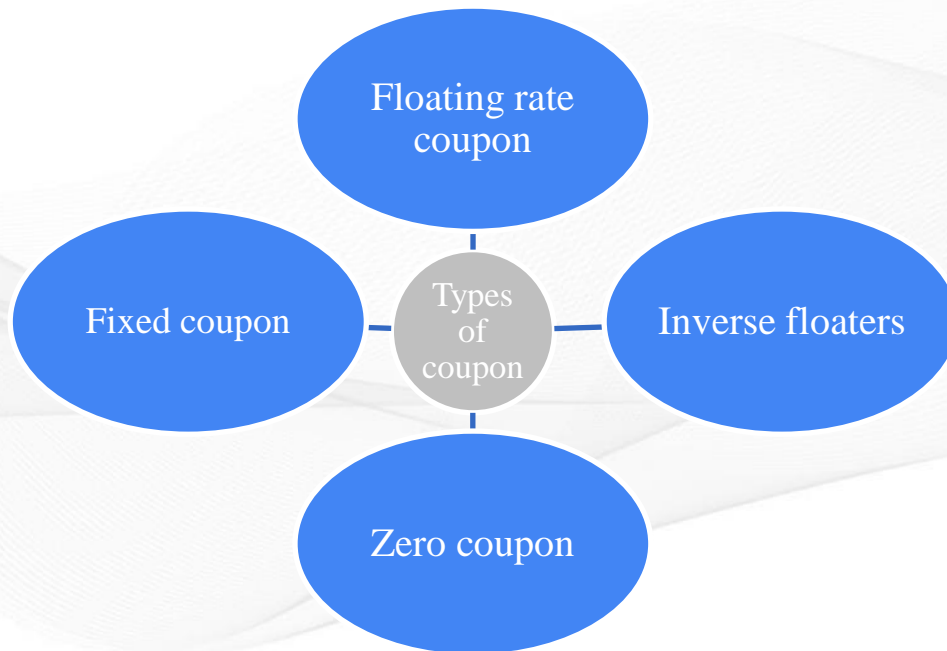 Floating rate
coupon
Fixed coupon
Types
of
coupon
Inverse floaters
Zero coupon